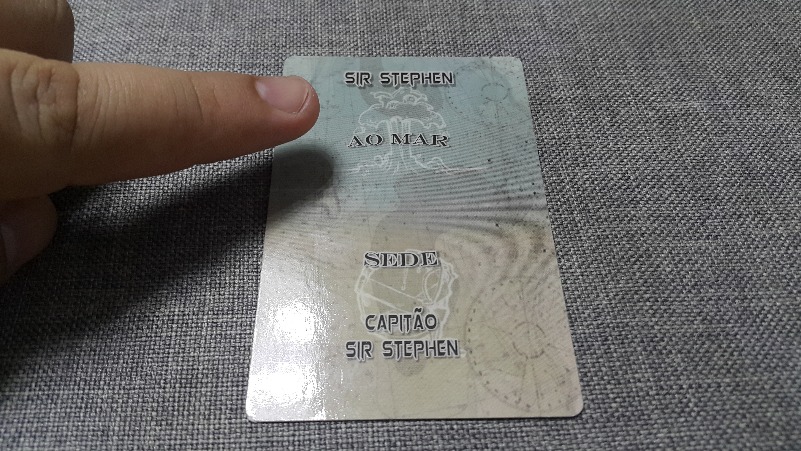 SIR STEPHEN
AO MAR
SEDE
CAPITÃO
SIR STEPHEN